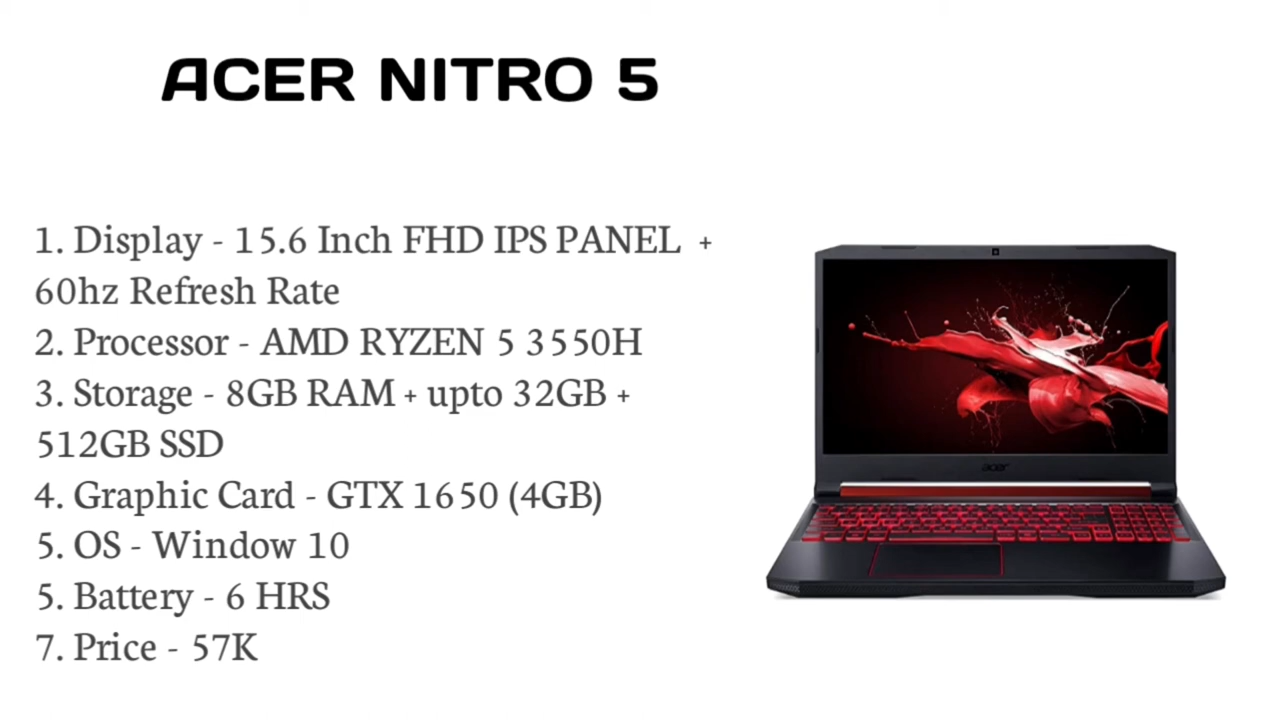 ACER NITRO 5
1. Display - 15.6 Inch FHD IPS PANEL +
60hz Refresh Rate
2. Processor - AMD RYZEN 5 3550H
3. Storage - 8GB RAM + upto 32GB +
512GB SSD
4. Graphic Card - GTX 1650 (4GB)
5. OS - Window 10
5. Battery - 6 HRS
7. Price - 57K
acer